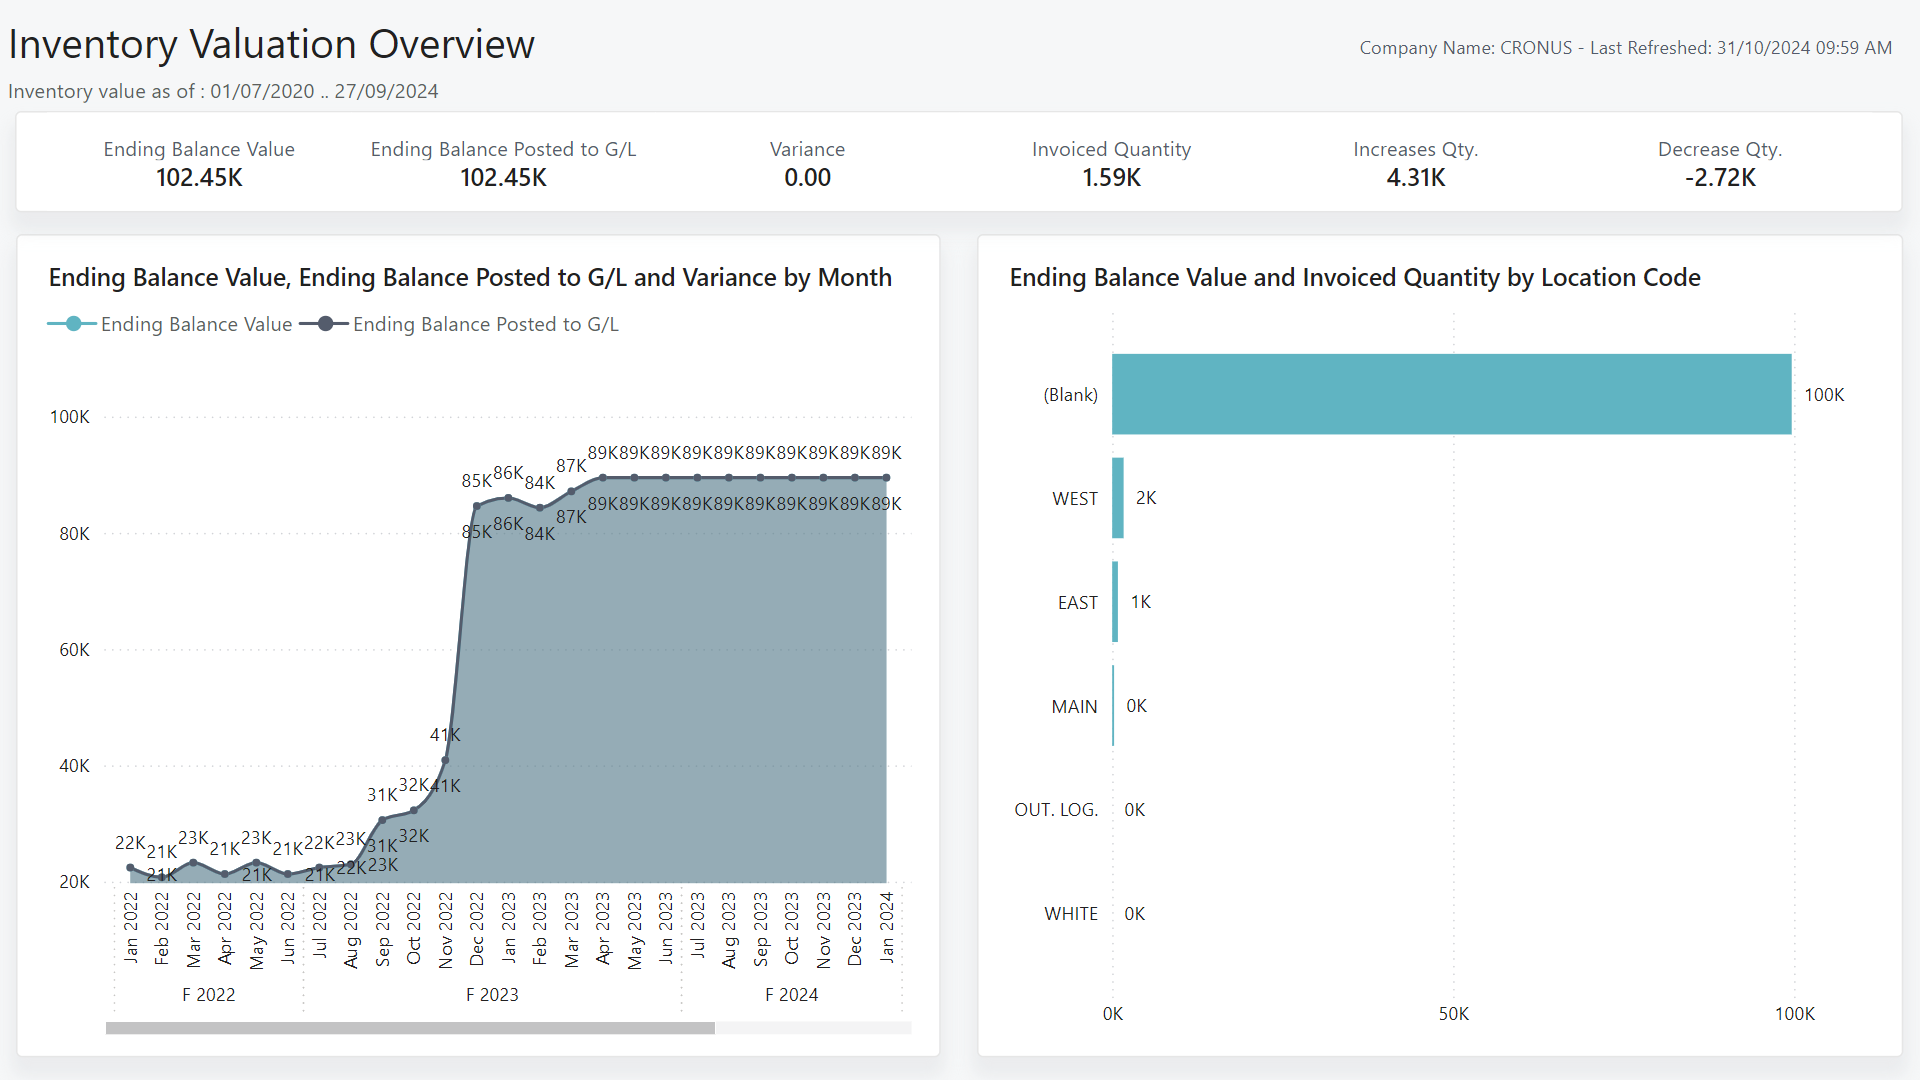 Inventory Valuation Overview
Company Name: CRONUS - Last Refreshed: 31/10/2024 09:59 AM
Inventory value as of : 01/07/2020 .. 27/09/2024
Ending Balance Value
102.45K
Ending Balance Posted to G/L
102.45K
Variance
0.00
Invoiced Quantity
1.59K
Increases Qty.
4.31K
Decrease Qty.
-2.72K
Ending Balance Value, Ending Balance Posted to G/L and Variance by Month
Ending Balance Value
Ending Balance Posted to G/L
100K
80K
60K
40K
20K
22K 21K 23K 21K 23K 21K 22K 23K 31K 32K 41K 85K 86K 84K 87K 89K 89K 89K 89K 89K 89K 89K 89K 89K 89K
21K 21K 21K 22K 23K 31K 32K 41K 85K 86K 84K 87K 89K 89K 89K 89K 89K 89K 89K 89K 89K 89K
Jan 2022
Feb 2022
Mar 2022
Apr 2022
May 2022
Jun 2022
Jul 2022
Aug 2022
Sep 2022
Oct 2022
Nov 2022
Dec 2022
Jan 2023
Feb 2023
Mar 2023
Apr 2023
May 2023
Jun 2023
Jul 2023
Aug 2023
Sep 2023
Oct 2023
Nov 2023
Dec 2023
Jan 2024
F 2022
F 2023
F 2024
Ending Balance Value and Invoiced Quantity by Location Code
(Blank) 100K
WEST 2K
EAST 1K
MAIN 0K
OUT. LOG. 0K
WHITE 0K
0K 50K 100K